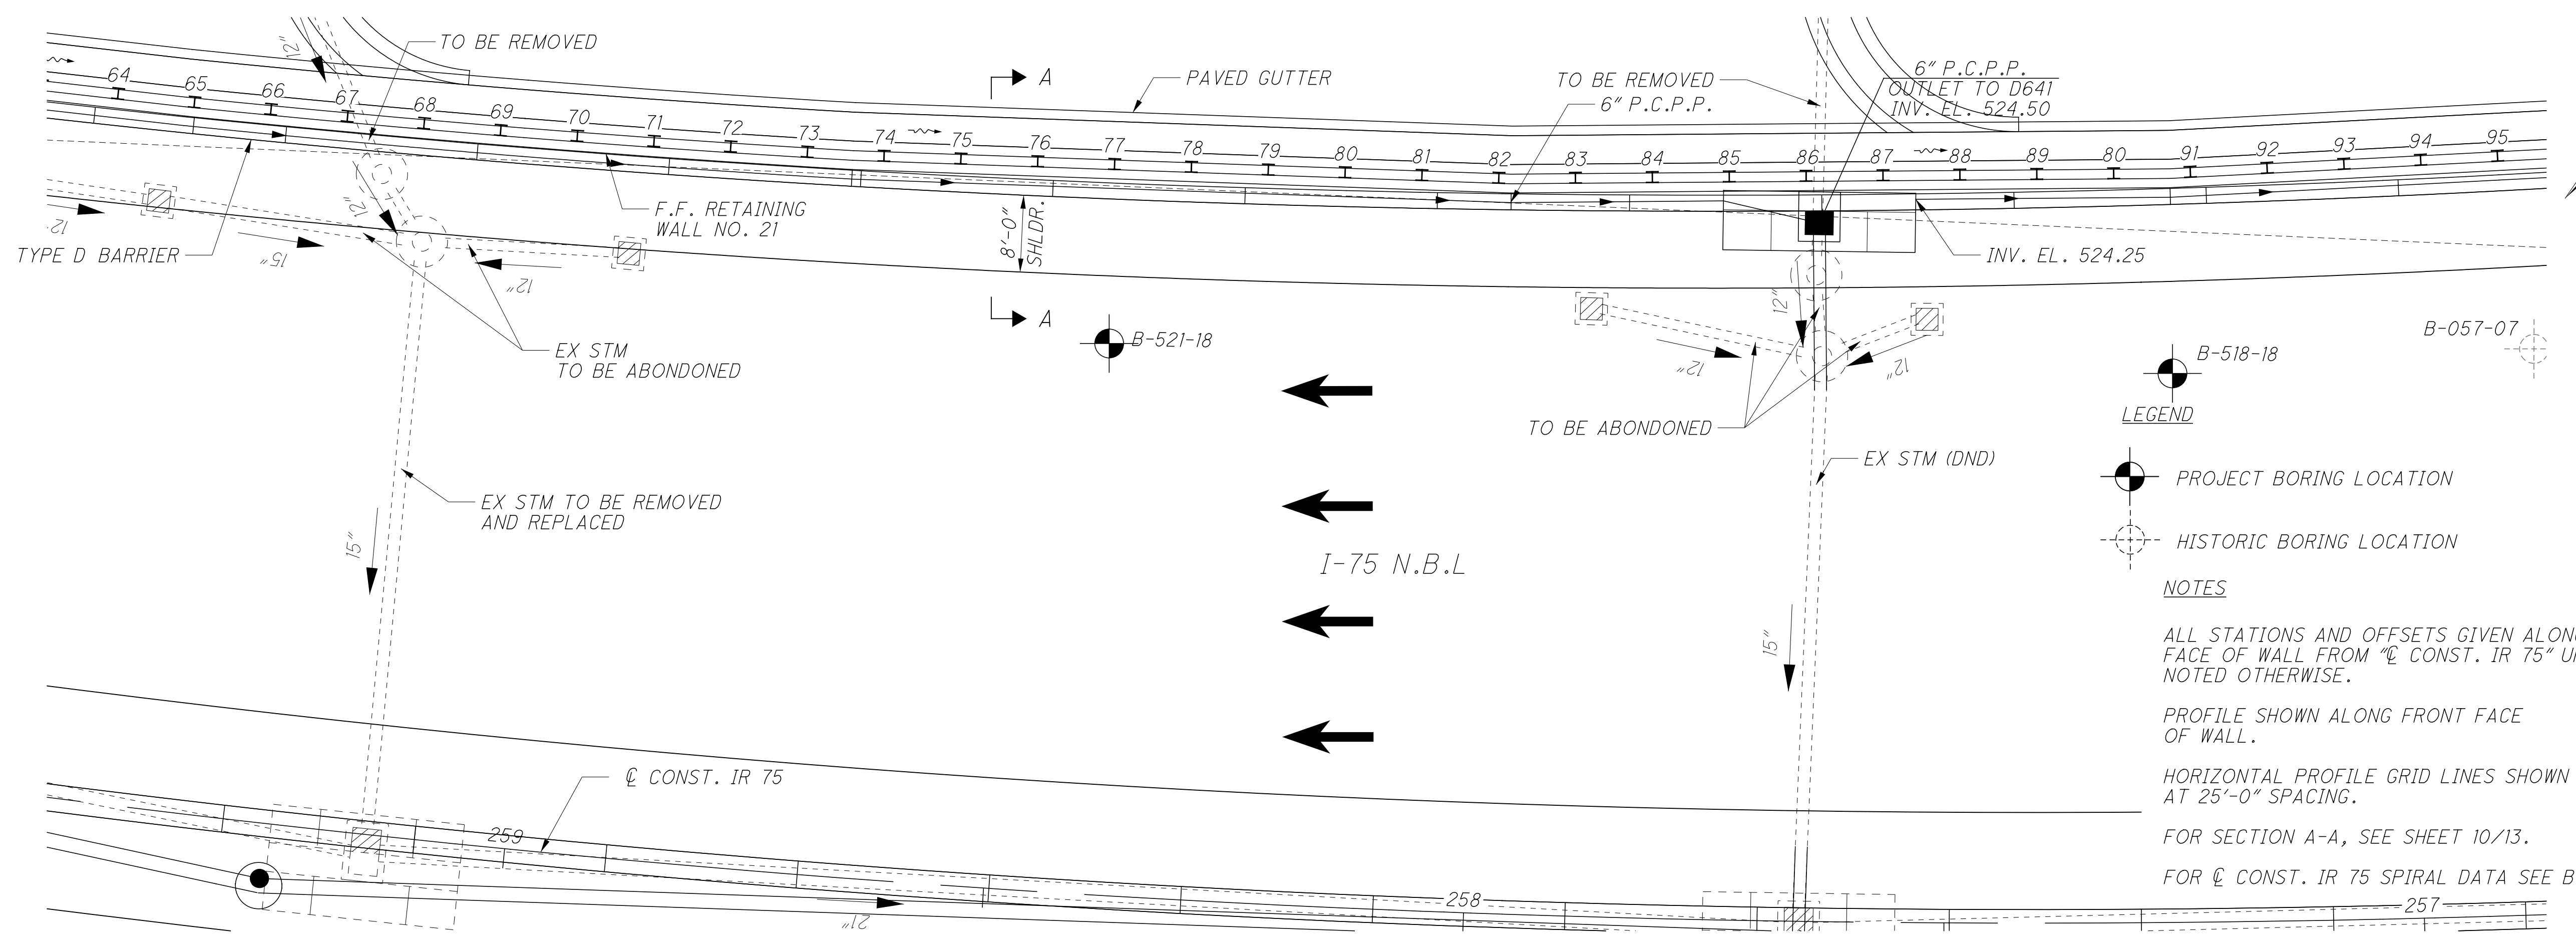 12"
TO BE REMOVED
64
65
66
67
68
69
70
71
72
73
74
75
76
77
78
79
80
81
82
83
84
85
86
87
88
89
80
91
92
93
94
95
A
PAVED GUTTER
TO BE REMOVED
6" P.C.P.P.
6" P.C.P.P.
OUTLET TO D641
INV. EL. 524.50
12"
12"
TYPE D BARRIER
15"
F.F. RETAINING
WALL NO. 21
12"
8'-0"
SHLDR.
INV. EL. 524.25
EX STM
TO BE ABONDONED
A
B-521-18
12"
12"
12"
TO BE ABONDONED
B-518-18
B-057-07
LEGEND
PROJECT BORING LOCATION
HISTORIC BORING LOCATION
EX STM (DND)
EX STM TO BE REMOVED
AND REPLACED
15"
I-75 N.B.L
15"
NOTES
ALL STATIONS AND OFFSETS GIVEN ALON
FACE OF WALL FROM "℄ CONST. IR 75" U
NOTED OTHERWISE.
PROFILE SHOWN ALONG FRONT FACE
OF WALL.
HORIZONTAL PROFILE GRID LINES SHOWN
AT 25'-0" SPACING.
FOR SECTION A-A, SEE SHEET 10/13.
FOR ℄ CONST. IR 75 SPIRAL DATA SEE B
℄ CONST. IR 75
259
258
257
21"